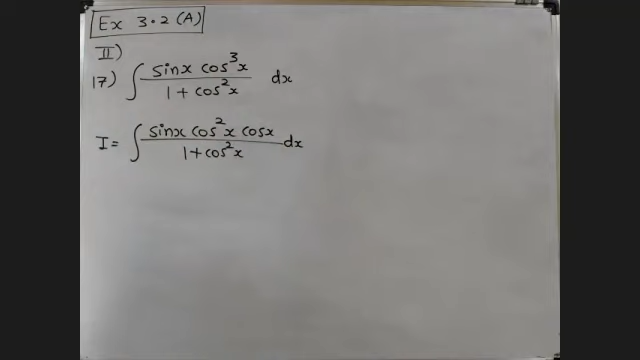 Ex 3.2 (A)
II)
17) ∫ sinx cos³x / 1 + cos²x dx
I = ∫ sinx cos²x cosx / 1 + cos²x dx